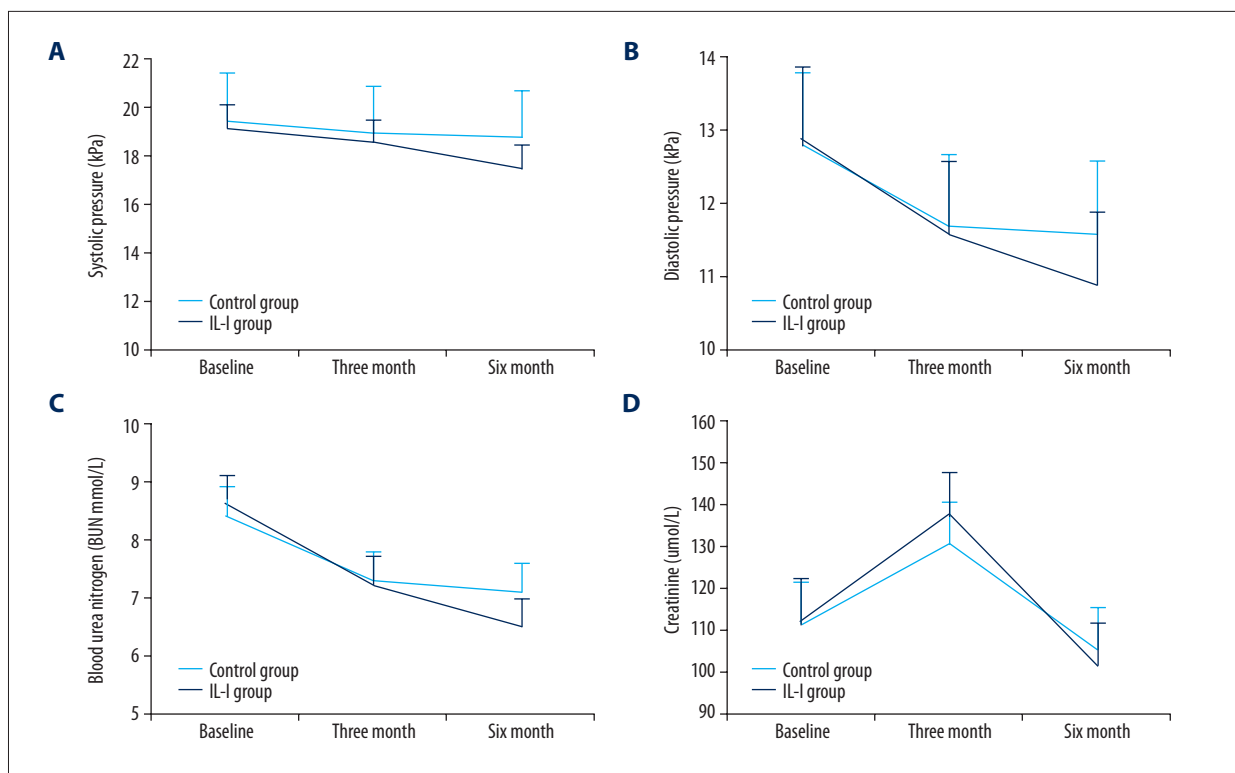 A
Systolic pressure (kPa)
22
20
18
16
14
12
10
Control group
IL-I group
Baseline Three month Six month
B
Diastolic pressure (kPa)
14
13
12
11
10
Control group
IL-I group
Baseline Three month Six month
C
Blood urea nitrogen (BUN mmol/L)
10
9
8
7
6
5
Control group
IL-I group
Baseline Three month Six month
D
Creatinine (umol/L)
160
150
140
130
120
110
100
90
Control group
IL-I group
Baseline Three month Six month